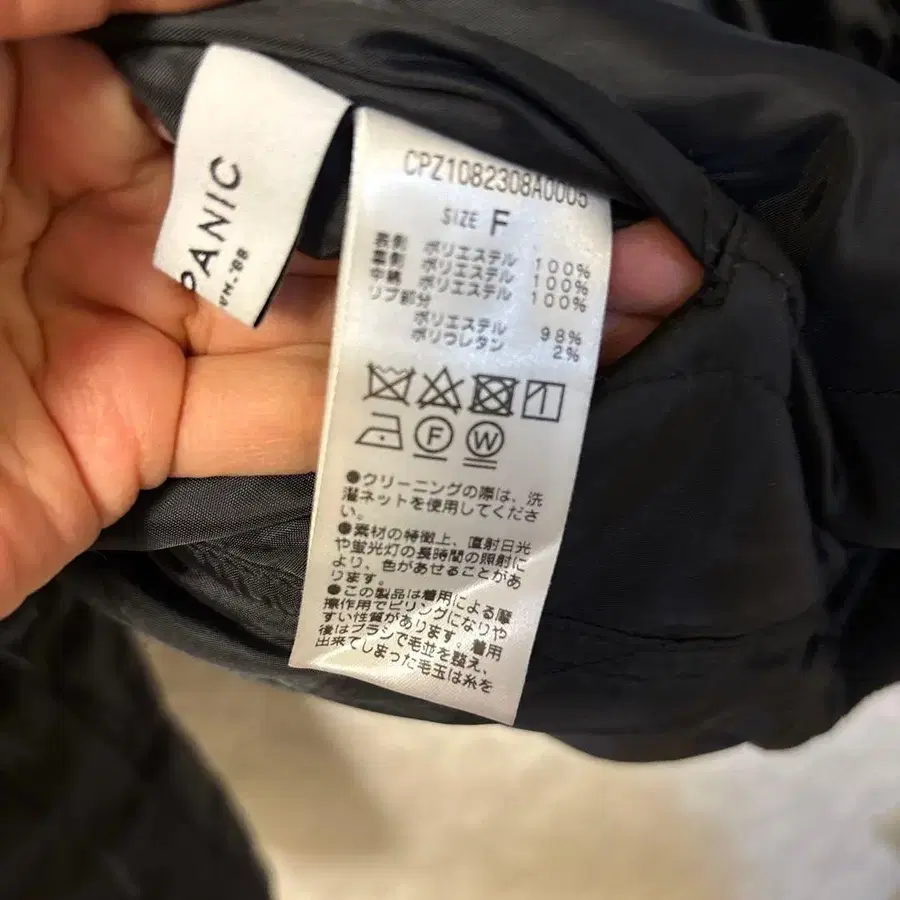 PANIC
CPZ1082308A0005
SIZE F
表側 ポリエステル 100%
裏側 ポリエステル 100%
中綿 ポリエステル 100%
リブ部分
ポリエステル 98%
ポリウレタン 2%
F W
●クリーニングの際は、洗
濯ネットを使用してくださ
い。
●素材の特徴上、直射日光
や蛍光灯の長時間の照射に
より、色があせることがあ
ります。
●この製品は着用による摩
擦作用でピリングになりや
すい性質があります。着用
後はブラシで毛並を整え、
出来てしまった毛玉は糸を